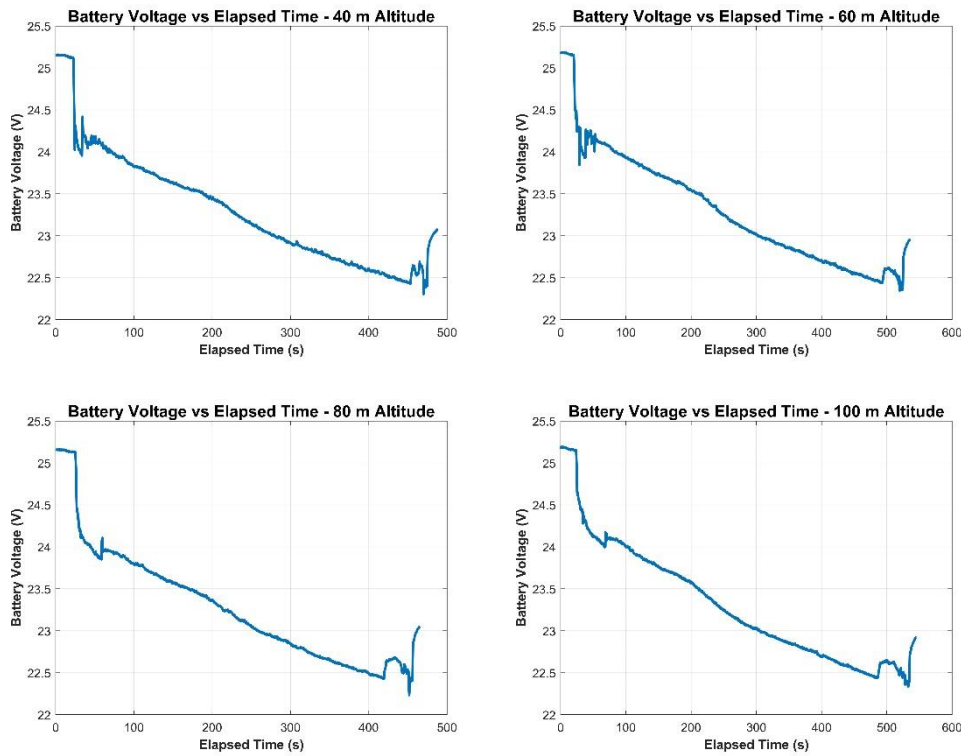 Battery Voltage vs Elapsed Time - 40 m Altitude
25.5
25
24.5
24
23.5
23
22.5
22
Battery Voltage (V)
0 100 200 300 400 500
Elapsed Time (s)
Battery Voltage vs Elapsed Time - 60 m Altitude
25.5
25
24.5
24
23.5
23
22.5
22
Battery Voltage (V)
0 100 200 300 400 500 600
Elapsed Time (s)
Battery Voltage vs Elapsed Time - 80 m Altitude
25.5
25
24.5
24
23.5
23
22.5
22
Battery Voltage (V)
0 100 200 300 400 500
Elapsed Time (s)
Battery Voltage vs Elapsed Time - 100 m Altitude
25.5
25
24.5
24
23.5
23
22.5
22
Battery Voltage (V)
0 100 200 300 400 500 600
Elapsed Time (s)